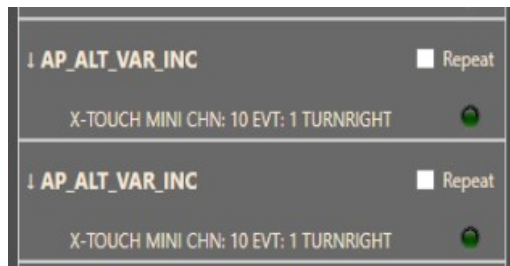 ↓ AP_ALT_VAR_INC Repeat
X-TOUCH MINI CHN: 10 EVT: 1 TURNRIGHT
↓ AP_ALT_VAR_INC Repeat
X-TOUCH MINI CHN: 10 EVT: 1 TURNRIGHT